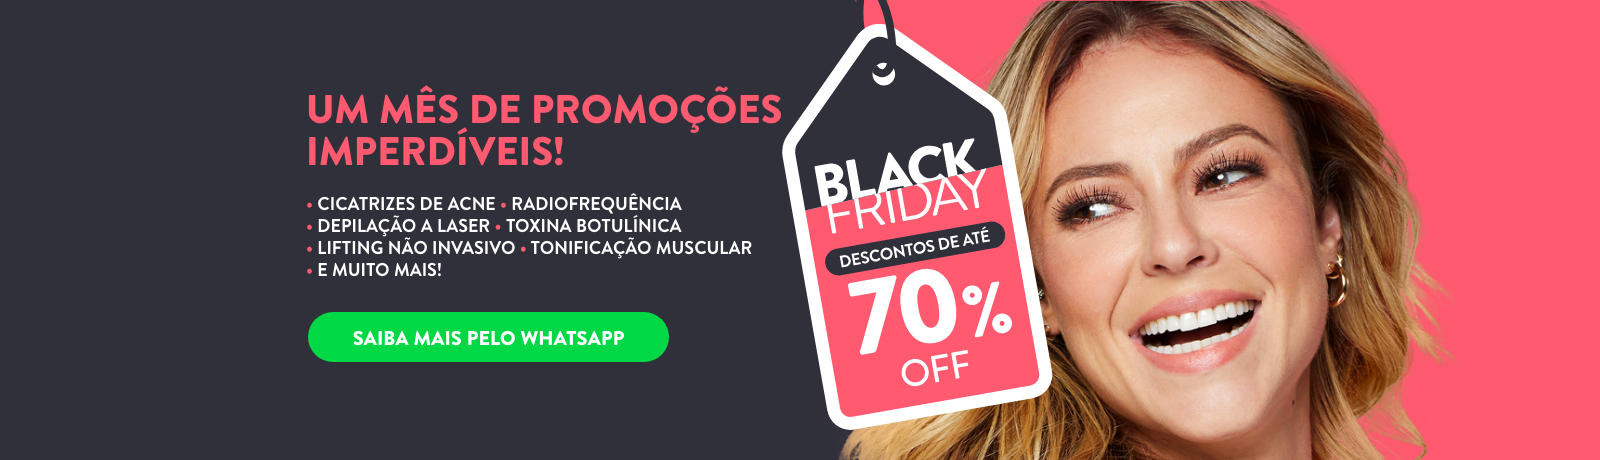 UM MÊS DE PROMOÇÕES
IMPERDÍVEIS!
• CICATRIZES DE ACNE • RADIOFREQUÊNCIA
• DEPILAÇÃO A LASER • TOXINA BOTULÍNICA
• LIFTING NÃO INVASIVO • TONIFICAÇÃO MUSCULAR
• E MUITO MAIS!
SAIBA MAIS PELO WHATSAPP
BLACK
FRIDAY
DESCONTOS DE ATÉ
70%
OFF